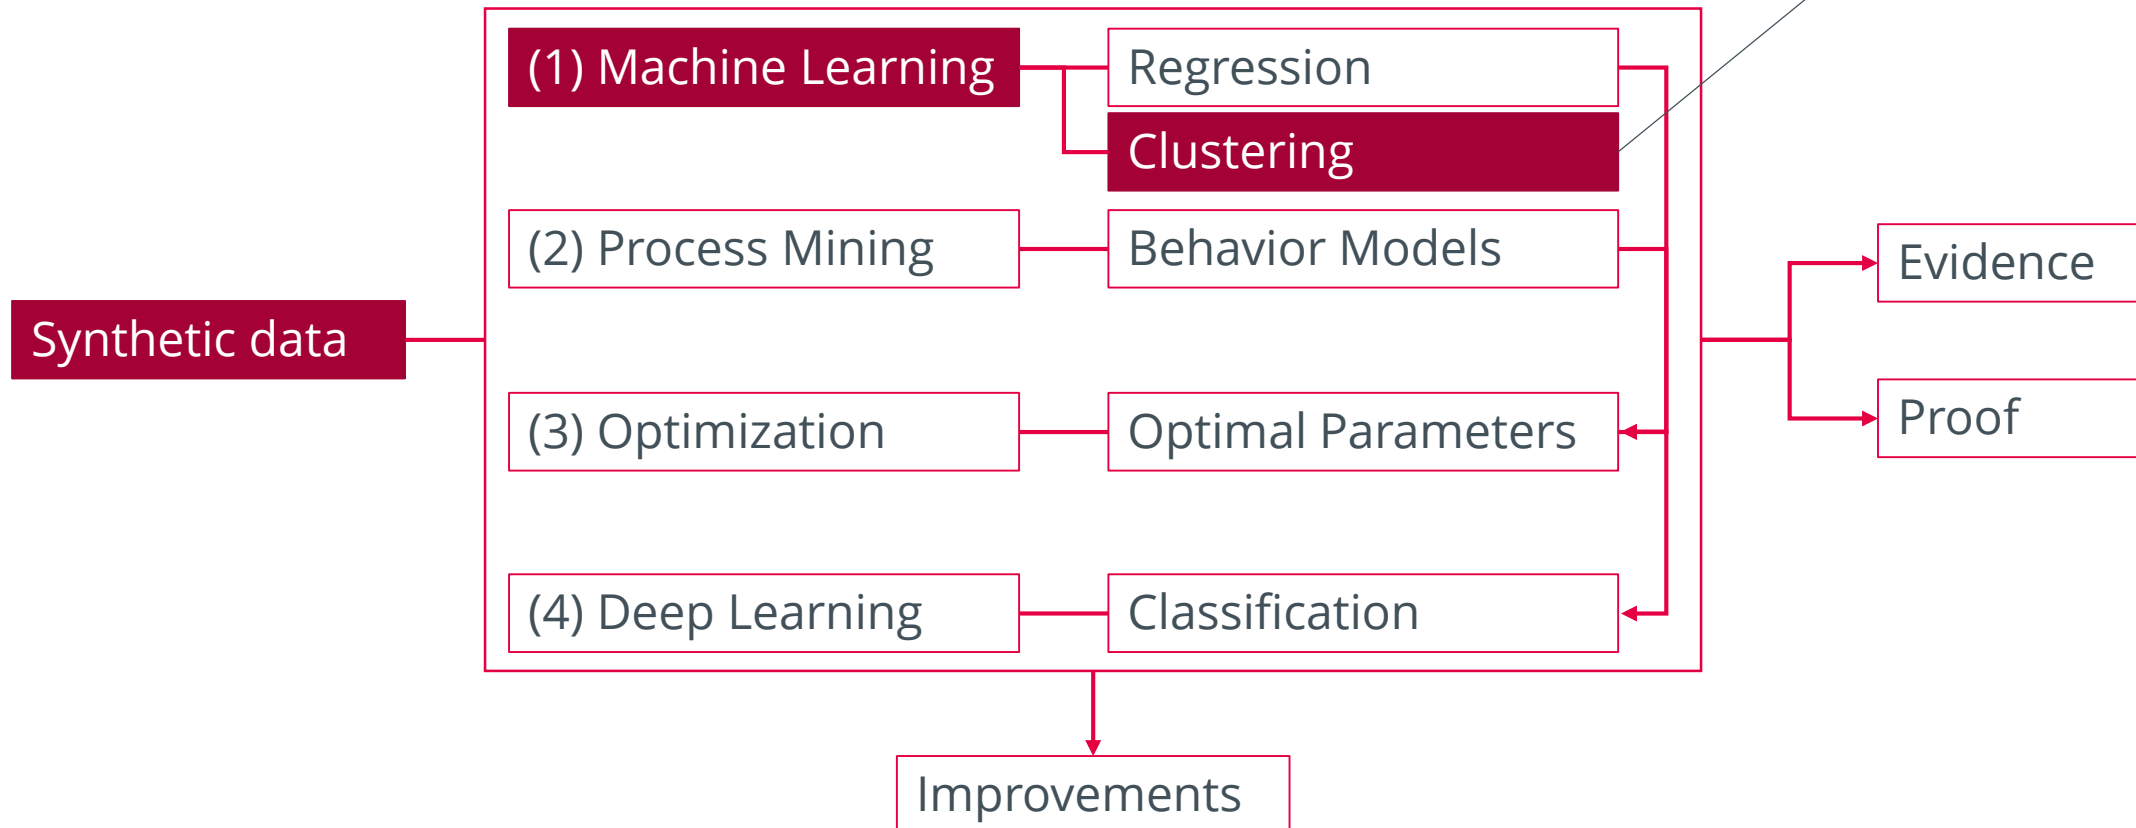 (1) Machine Learning
Regression
Clustering
(2) Process Mining
Behavior Models
Synthetic data
Evidence
(3) Optimization
Optimal Parameters
Proof
(4) Deep Learning
Classification
Improvements